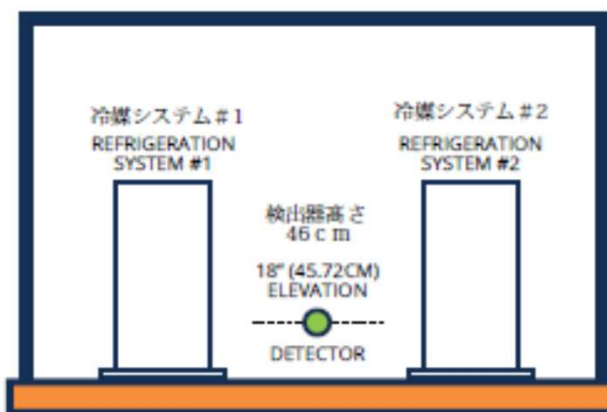 冷媒システム＃1
REFRIGERATION
SYSTEM #1
冷媒システム＃2
REFRIGERATION
SYSTEM #2
検出器高さ
46ｃｍ
18" (45.72CM)
ELEVATION
DETECTOR